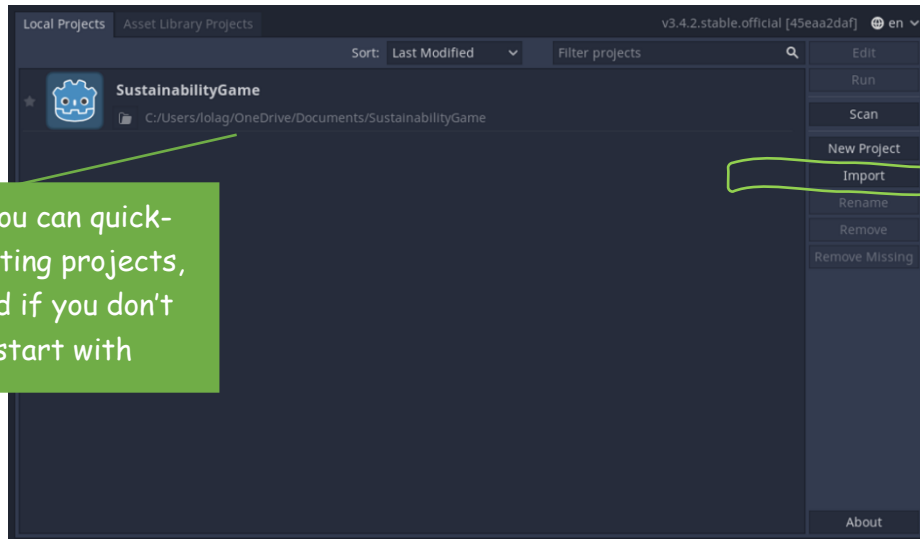 Local Projects Asset Library Projects v3.4.2.stable.official [45eaa2daf] en
Sort: Last Modified Filter projects Edit
Run
SustainabilityGame
C:/Users/lolag/OneDrive/Documents/SustainabilityGame
Scan
New Project
Import
Rename
Remove
Remove Missing
ou can quick-
ting projects,
d if you don't
start with
About